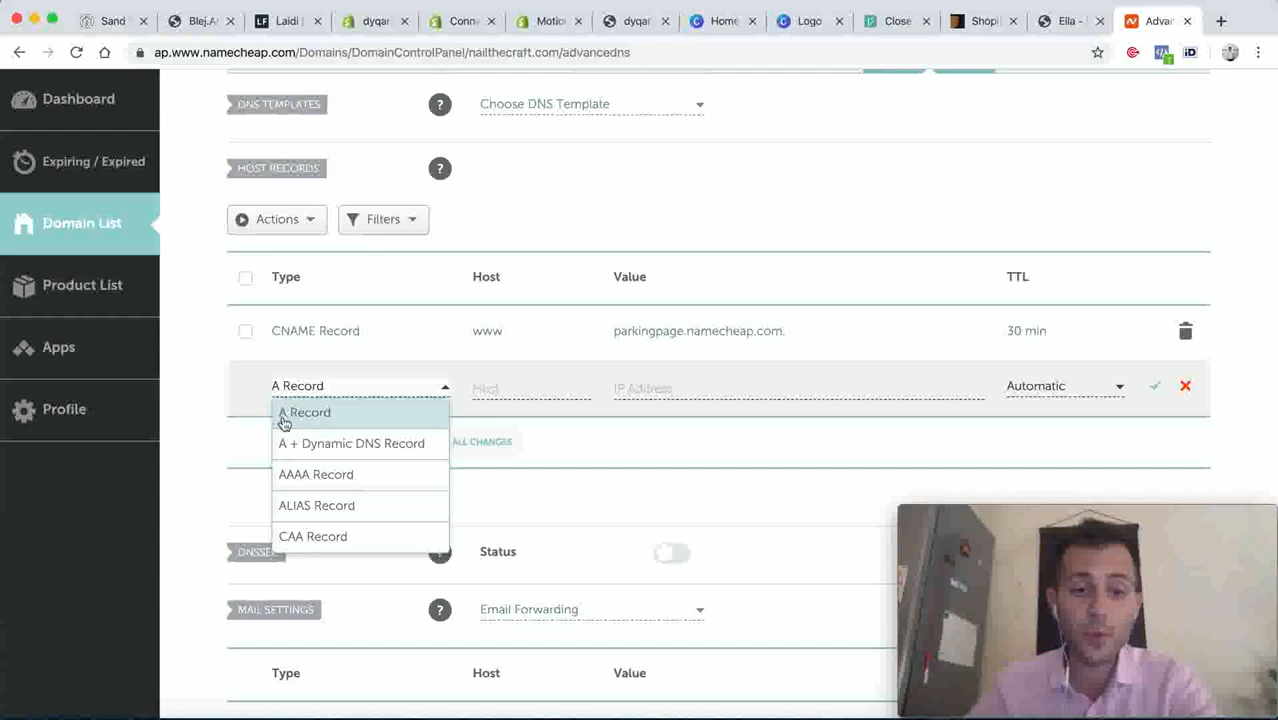 Sand
Blej.A
Laidi
dyqar
Conn
Motio
dyqar
Home
Logo
Close
Shopi
Ella -
Adva
ap.www.namecheap.com/Domains/DomainControlPanel/nailthecraft.com/advancedns
Dashboard
Expiring / Expired
Domain List
Product List
Apps
Profile
DNS TEMPLATES
?
Choose DNS Template
HOST RECORDS
?
Actions
Filters
Type Host Value TTL
CNAME Record www parkingpage.namecheap.com. 30 min
A Record Host IP Address Automatic
A Record
A + Dynamic DNS Record
AAAA Record
ALIAS Record
CAA Record
ALL CHANGES
DNSSE
Status
MAIL SETTINGS
?
Email Forwarding
Type Host Value